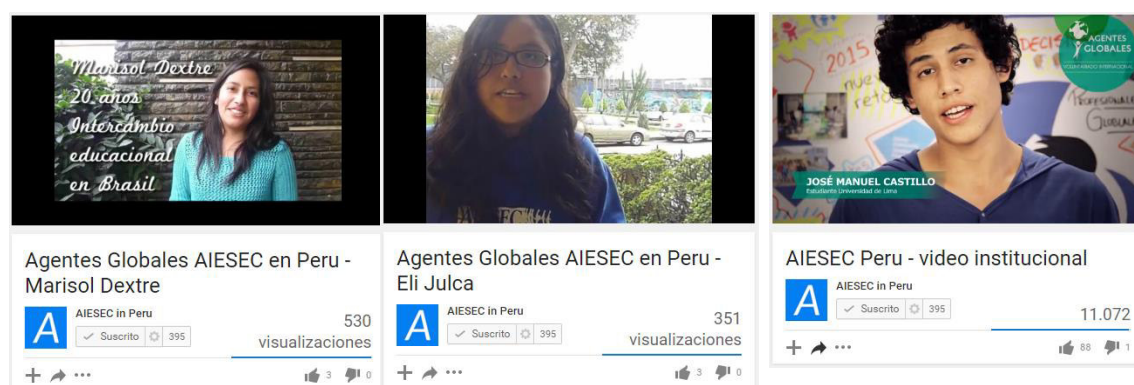 Marisol Dextre
20 años
Intercambio
educacional
en Brasil
Agentes Globales AIESEC en Peru -
Marisol Dextre
A
AIESEC in Peru
Suscrito 395
530
visualizaciones
3 0
AIESEC
Agentes Globales AIESEC en Peru -
Eli Julca
A
AIESEC in Peru
Suscrito 395
351
visualizaciones
3 0
2015
AGENTES
GLOBALES
VOLUNTARIADO INTERNACIONAL
JOSÉ MANUEL CASTILLO
Estudiante Universidad de Lima
AIESEC Peru - video institucional
A
AIESEC in Peru
Suscrito 395
11.072
88 1